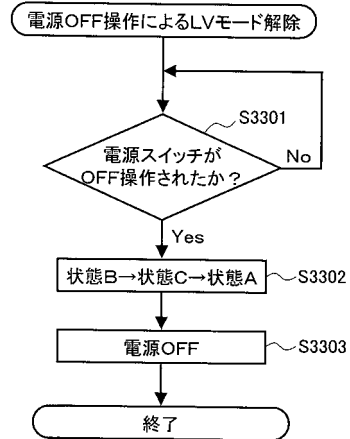 電源OFF操作によるLVモード解除
S3301
電源スイッチが
OFF操作されたか？
No
Yes
状態B→状態C→状態A
S3302
電源OFF
S3303
終了